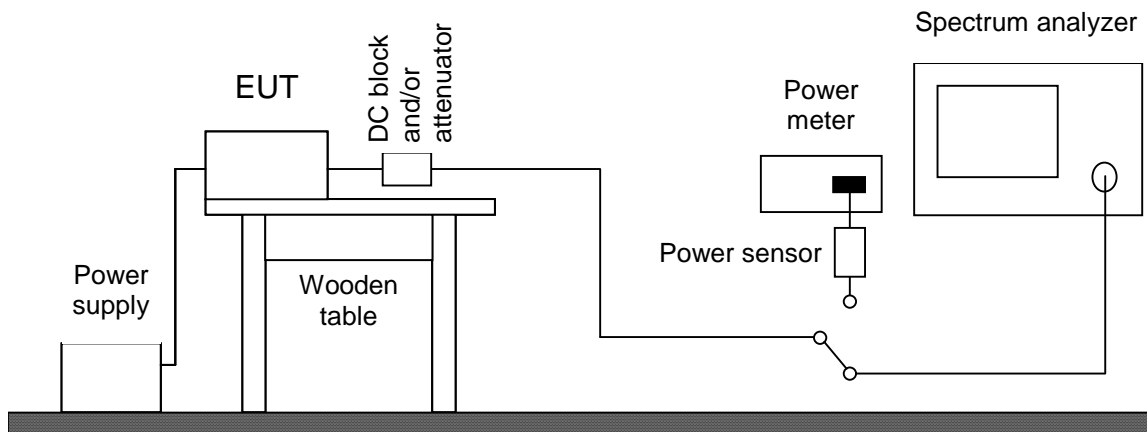 Spectrum analyzer
EUT
DC block
and/or
attenuator
Power
meter
Power sensor
Power
supply
Wooden
table